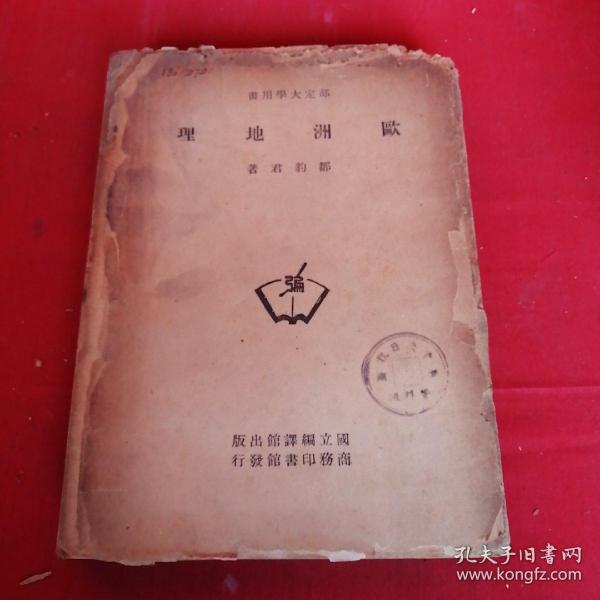 部定大學用書
歐洲地理
鄒豹君著
編
國立編譯館出版
商務印書館發行
孔夫子旧书网
www.kongfz.com